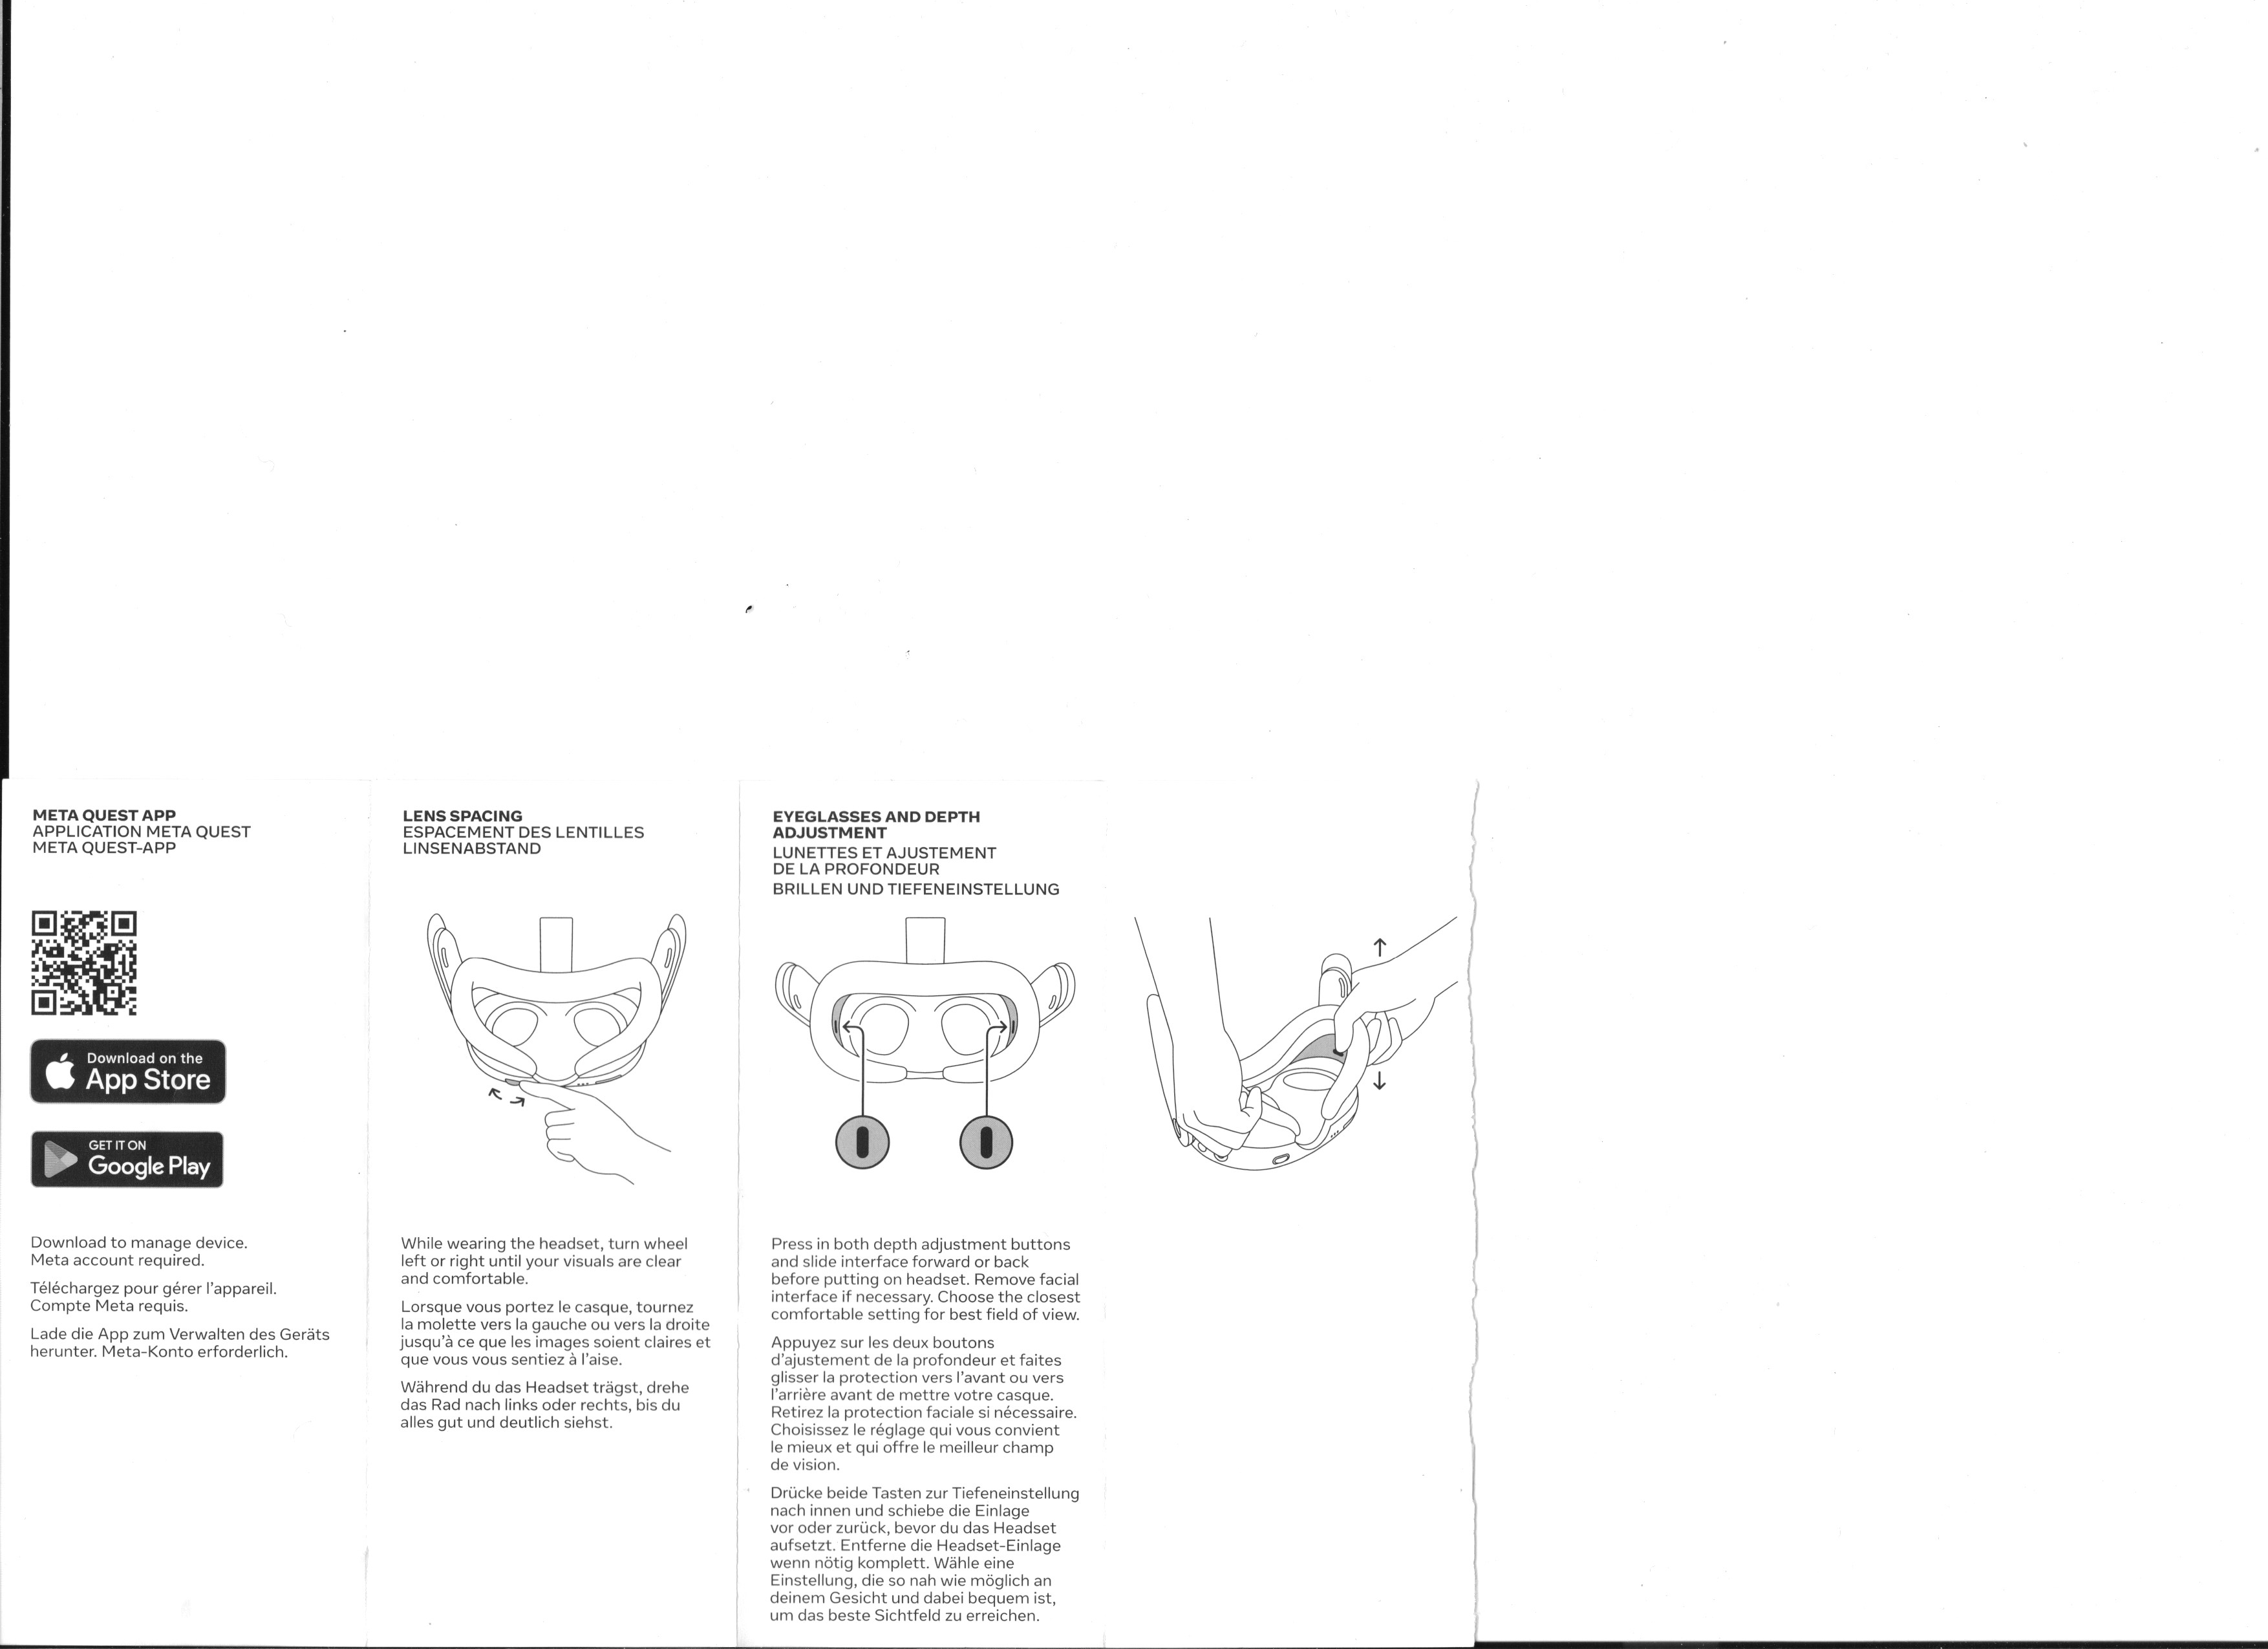 META QUEST APP
APPLICATION META QUEST
META QUEST-APP
Download on the
App Store
GET IT ON
Google Play
Download to manage device.
Meta account required.
Téléchargez pour gérer l'appareil.
Compte Meta requis.
Lade die App zum Verwalten des Geräts
herunter. Meta-Konto erforderlich.
LENS SPACING
ESPACEMENT DES LENTILLES
LINSENABSTAND
While wearing the headset, turn wheel
left or right until your visuals are clear
and comfortable.
Lorsque vous portez le casque, tournez
la molette vers la gauche ou vers la droite
jusqu'à ce que les images soient claires et
que vous vous sentiez à l'aise.
Während du das Headset trägst, drehe
das Rad nach links oder rechts, bis du
alles gut und deutlich siehst.
EYEGLASSES AND DEPTH
ADJUSTMENT
LUNETTES ET AJUSTEMENT
DE LA PROFONDEUR
BRILLEN UND TIEFENEINSTELLUNG
Press in both depth adjustment buttons
and slide interface forward or back
before putting on headset. Remove facial
interface if necessary. Choose the closest
comfortable setting for best field of view.
Appuyez sur les deux boutons
d'ajustement de la profondeur et faites
glisser la protection vers l'avant ou vers
l'arrière avant de mettre votre casque.
Retirez la protection faciale si nécessaire.
Choisissez le réglage qui vous convient
le mieux et qui offre le meilleur champ
de vision.
Drücke beide Tasten zur Tiefeneinstellung
nach innen und schiebe die Einlage
vor oder zurück, bevor du das Headset
aufsetzt. Entferne die Headset-Einlage
wenn nötig komplett. Wähle eine
Einstellung, die so nah wie möglich an
deinem Gesicht und dabei bequem ist,
um das beste Sichtfeld zu erreichen.